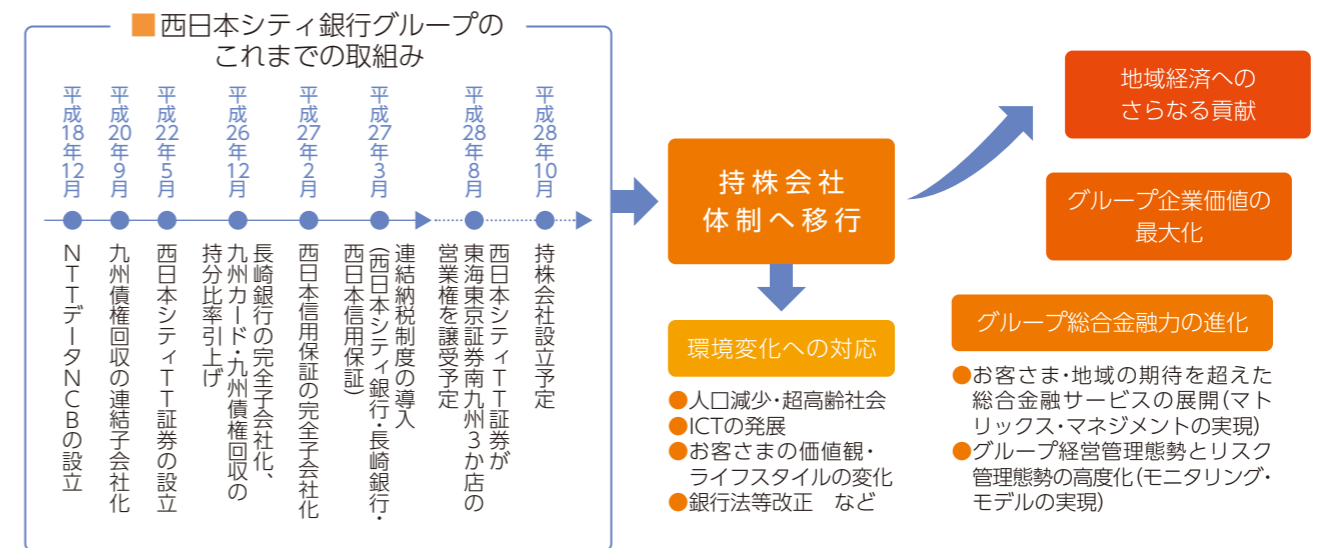 ■西日本シティ銀行グループの
これまでの取組み
平成18年12月
NTTデータNCBの設立
平成20年9月
九州債権回収の連結子会社化
平成22年5月
西日本シティTT証券の設立
平成26年12月
長崎銀行の完全子会社化、
九州カード・九州債権回収の
持分比率引上げ
平成27年2月
西日本信用保証の完全子会社化
平成27年3月
連結納税制度の導入
(西日本シティ銀行・長崎銀行・
西日本信用保証)
平成28年8月
西日本シティTT証券が
東海東京証券南九州3か店の
営業権を譲受予定
平成28年10月
持株会社設立予定
持株会社
体制へ移行
環境変化への対応
●人口減少・超高齢社会
●ICTの発展
●お客さまの価値観・
ライフスタイルの変化
●銀行法等改正　など
地域経済への
さらなる貢献
グループ企業価値の
最大化
グループ総合金融力の進化
●お客さま・地域の期待を超えた
総合金融サービスの展開(マト
リックス・マネジメントの実現)
●グループ経営管理態勢とリスク
管理態勢の高度化(モニタリング・
モデルの実現)